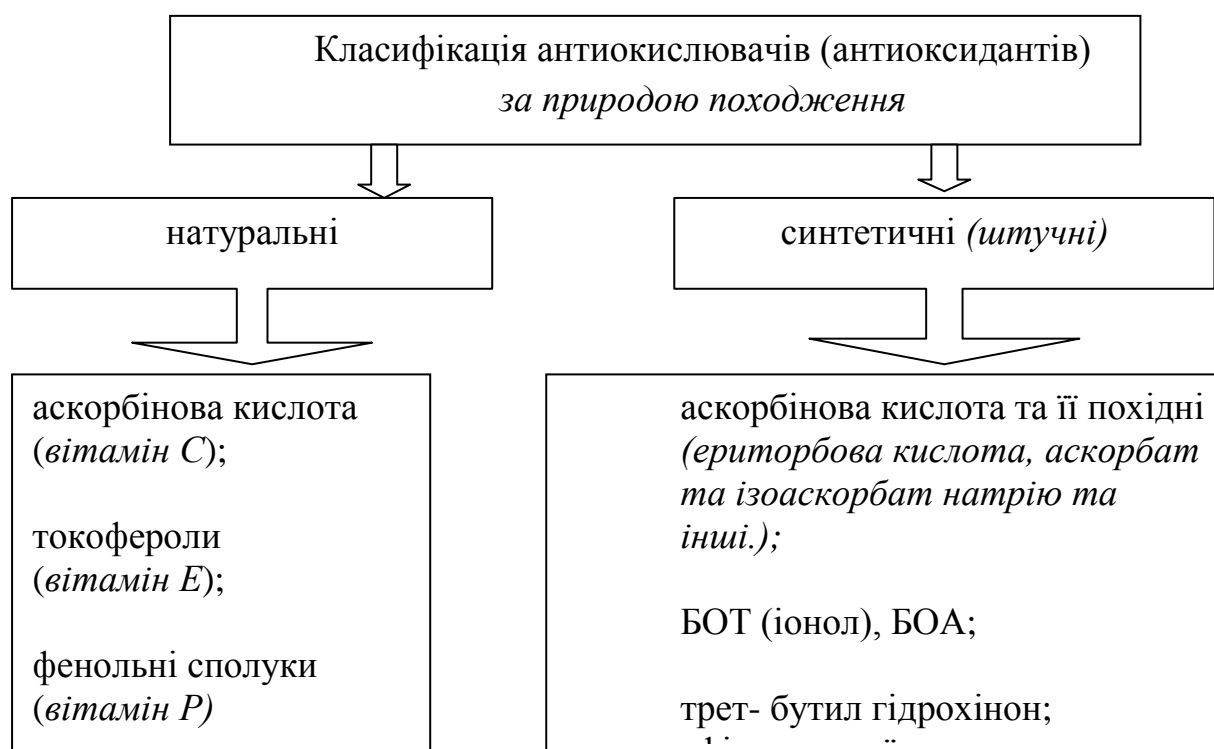 Класифікація антиокислювачів (антиоксидантів)
за природою походження
натуральні
синтетичні (штучні)
аскорбінова кислота
(вітамін С);
токофероли
(вітамін Е);
фенольні сполуки
(вітамін Р)
аскорбінова кислота та її похідні
(ериторбова кислота, аскорбат
та ізоаскорбат натрію та
інші.);
БОТ (іонол), БОА;
трет- бутил гідрохінон;